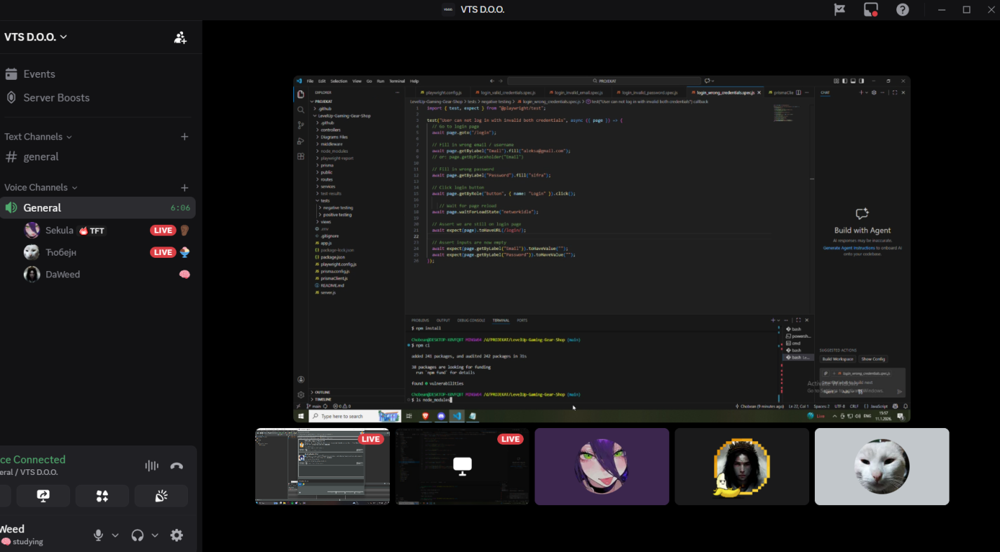 VTS D.O.O.
VTS D.O.O.
Events
Server Boosts
Text Channels
general
Voice Channels
General 6:06
Sekula TFT LIVE
Ћобејн LIVE
DaWeed
ce Connected
eral / VTS D.O.O.
Weed
studying
File Edit Selection View Go Run Terminal Help
PROJEKAT
EXPLORER
PROJEKAT
.github
LevelUp-Gaming-Gear-Shop
.github
controllers
Diagrams Files
middleware
node_modules
playwright-report
prisma
public
routes
services
test-results
tests
negative testing
positive testing
views
.env
.gitignore
app.js
package-lock.json
package.json
playwright.config.js
prisma.config.js
prismaClient.js
README.md
server.js
OUTLINE
TIMELINE
playwright.config.js login_valid_credentials.spec.js login_invalid_email.spec.js login_invalid_password.spec.js login_wrong_credentials.spec.js prismaClie
LevelUp-Gaming-Gear-Shop > tests > negative testing > login_wrong_credentials.spec.js > test("User can not log in with invalid both credentials") callback
1 import { test, expect } from "@playwright/test";
2
3 test("User can not log in with invalid both credentials", async ({ page }) => {
4 // Go to login page
5 await page.goto("/login");
6
7 // Fill in wrong email / username
8 await page.getByLabel("Email").fill("aleksa@gmail.com");
9 // or: page.getByPlaceholder("Email")
10
11 // Fill in wrong password
12 await page.getByLabel("Password").fill("sifra");
13
14 // Click login button
15 await page.getByRole("button", { name: "Login" }).click();
16
17 // Wait for page reload
18 await page.waitForLoadState("networkidle");
19
20 // Assert we are still on login page
21 await expect(page).toHaveURL(/login/);
22
23 // Assert inputs are now empty
24 await expect(page.getByLabel("Email")).toHaveValue("");
25 await expect(page.getByLabel("Password")).toHaveValue("");
26 });
PROBLEMS OUTPUT DEBUG CONSOLE TERMINAL PORTS
$ npm install
/d/PROJEKAT/LevelUp-Gaming-Gear-Shop (main)
$ npm ci
added 241 packages, and audited 242 packages in 31s
38 packages are looking for funding
run `npm fund` for details
found 0 vulnerabilities
/d/PROJEKAT/LevelUp-Gaming-Gear-Shop (main)
$ ls node_modules
bash
powersh...
cmd
bash
bash Le...
CHAT
Build with Agent
AI responses may be inaccurate.
Generate Agent Instructions to onboard AI
onto your codebase.
SUGGESTED ACTIONS
Build Workspace Show Config
login_wrong_credentials.spec.js
Activate Windows
main 0 0
Chobean (9 minutes ago) Ln 22, Col 1 Spaces: 2 UTF-8 CRLF JavaScript
Type here to search
Live ENG 15:57
11.1.2026.
LIVE
LIVE